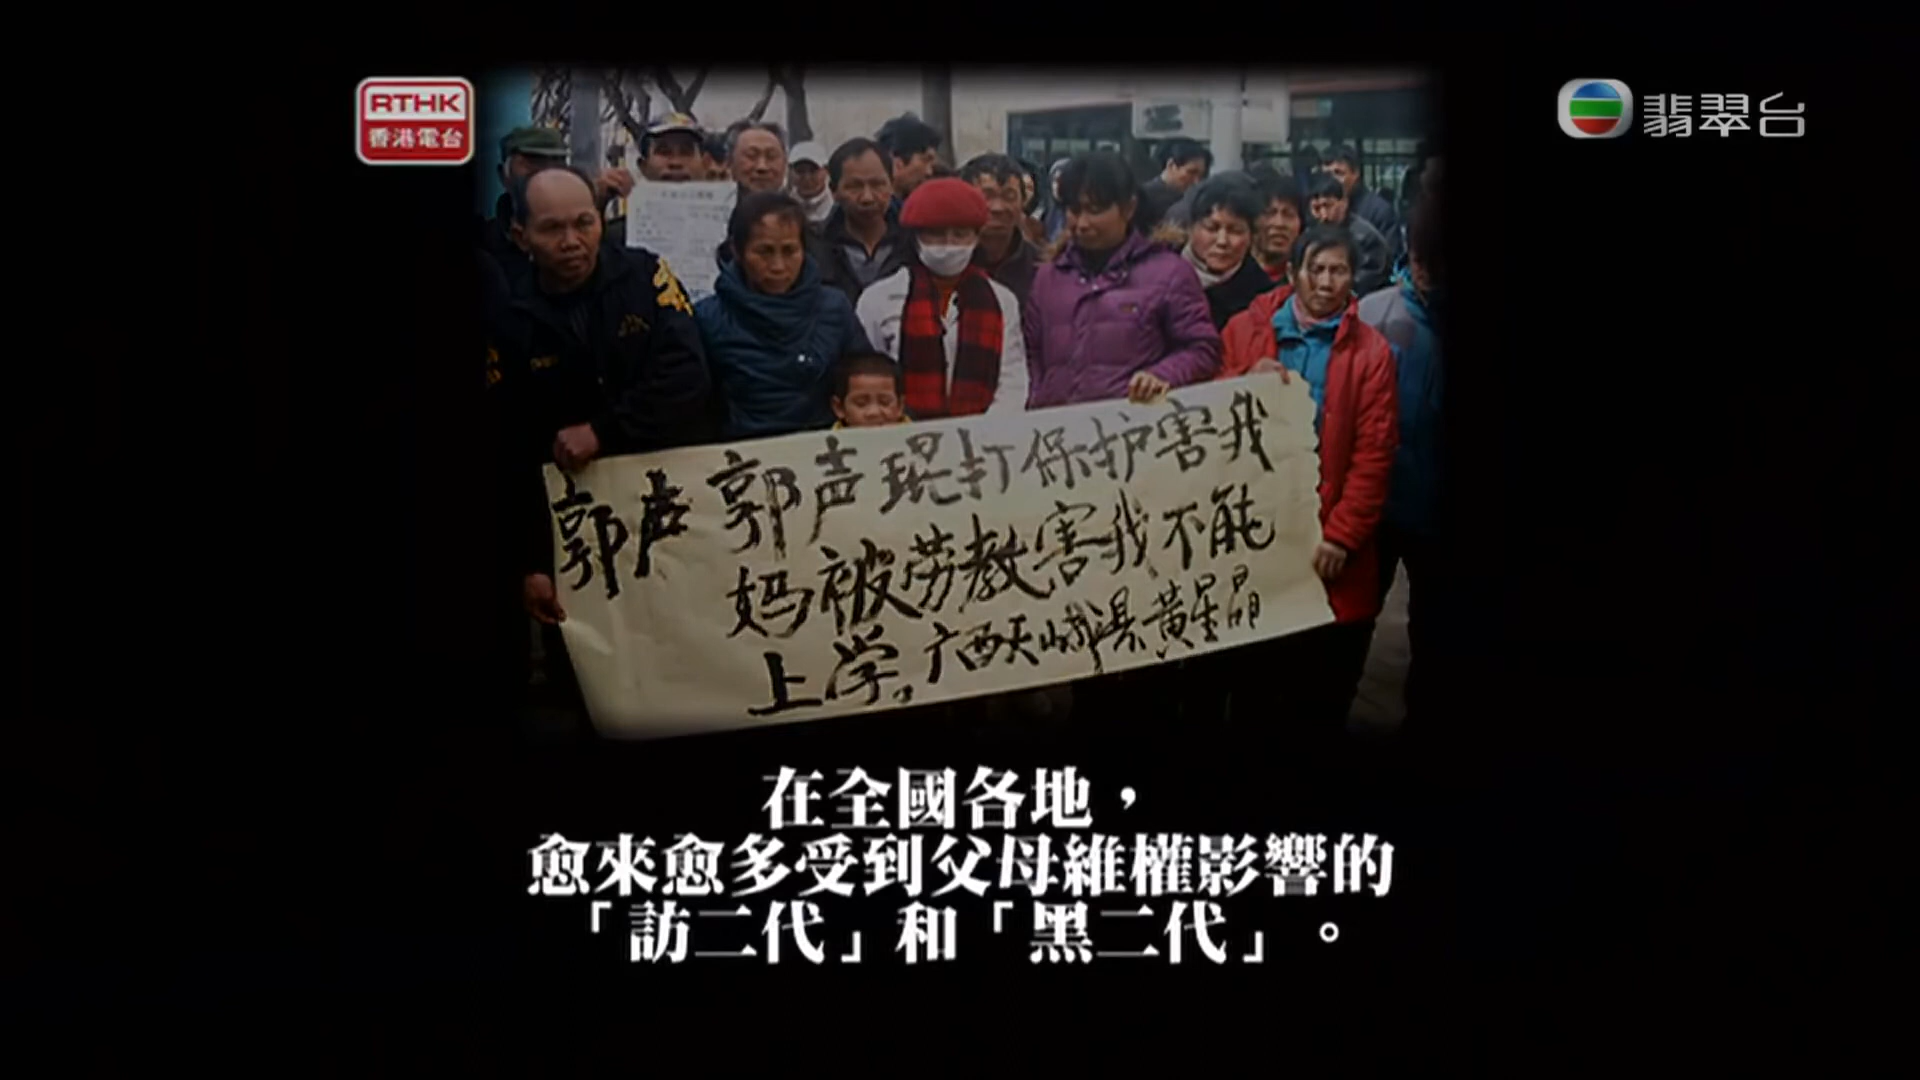 RTHK
香港電台
翡翠台
郭声 郭声琨打保护害我
妈被劳教害我不能
上学。广西天峨县黄星晶
在全國各地，
愈來愈多受到父母維權影響的
「訪二代」和「黑二代」。